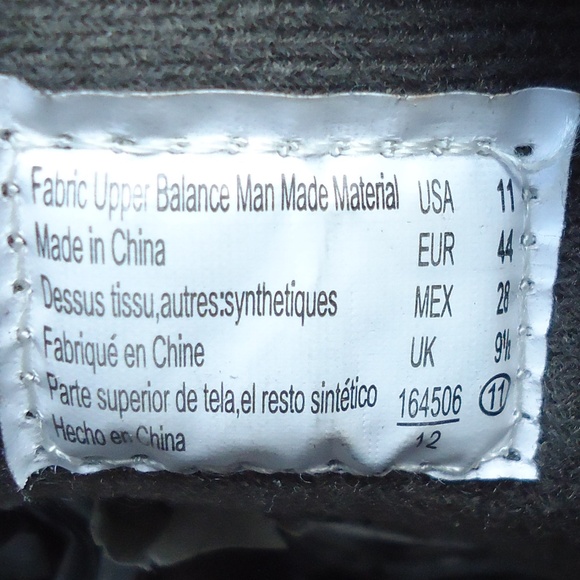 Fabric Upper Balance Man Made Material USA 11
Made in China EUR 44
Dessus tissu,autres:synthetiques MEX 28
Fabriqué en Chine UK 9½
Parte superior de tela,el resto sintético 164506 11
Hecho en China 12